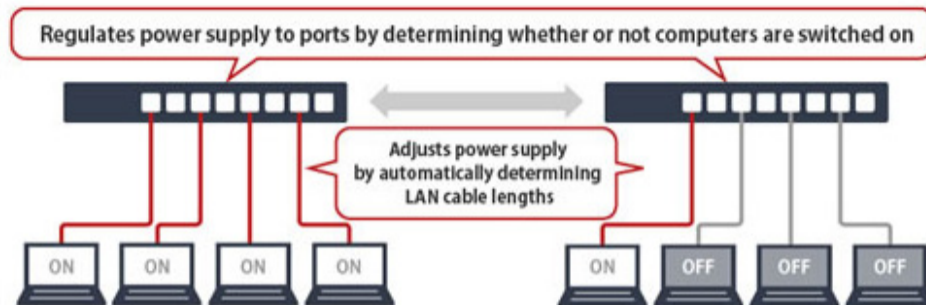 Regulates power supply to ports by determining whether or not computers are switched on
Adjusts power supply
by automatically determining
LAN cable lengths
ON
ON
ON
ON
ON
OFF
OFF
OFF